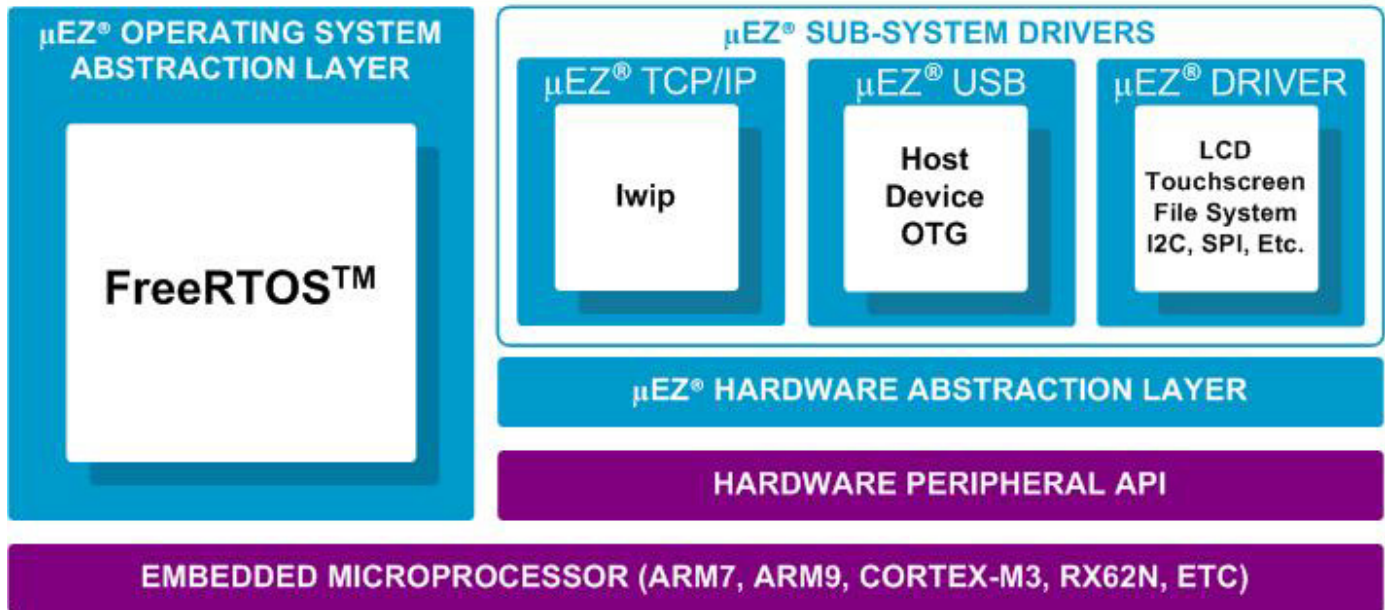 µEZ® OPERATING SYSTEM
ABSTRACTION LAYER
FreeRTOS™
µEZ® SUB-SYSTEM DRIVERS
µEZ® TCP/IP
lwip
µEZ® USB
Host
Device
OTG
µEZ® DRIVER
LCD
Touchscreen
File System
I2C, SPI, Etc.
µEZ® HARDWARE ABSTRACTION LAYER
HARDWARE PERIPHERAL API
EMBEDDED MICROPROCESSOR (ARM7, ARM9, CORTEX-M3, RX62N, ETC)